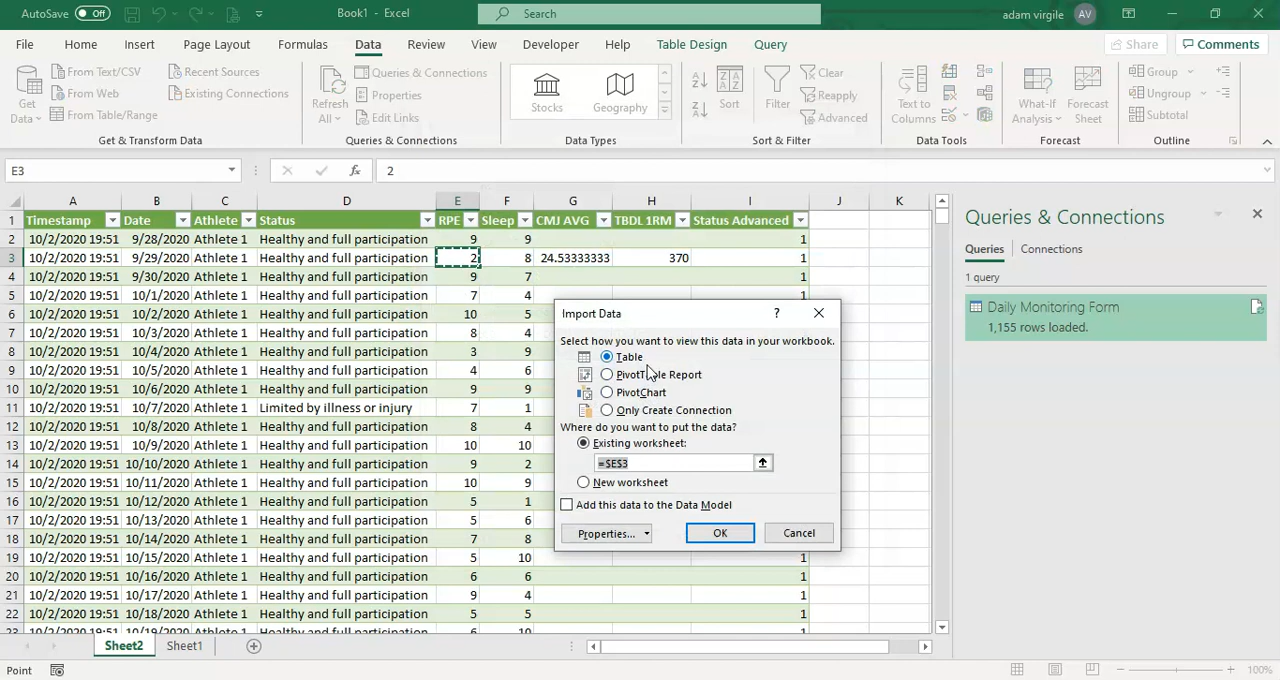 AutoSave Off Book1 - Excel Search adam virgile AV
File Home Insert Page Layout Formulas Data Review View Developer Help Table Design Query Share Comments
Get Data From Text/CSV From Web From Table/Range Recent Sources Existing Connections
Get & Transform Data
Refresh All Queries & Connections Properties Edit Links
Queries & Connections
Stocks Geography
Data Types
Sort Filter Clear Reapply Advanced
Sort & Filter
Text to Columns
Data Tools
What-If Analysis Forecast Sheet
Forecast
Group Ungroup Subtotal
Outline
E3 fx 2
A B C D E F G H I J K
1 Timestamp Date Athlete Status RPE Sleep CMJ AVG TBDL 1RM Status Advanced
2 10/2/2020 19:51 9/28/2020 Athlete 1 Healthy and full participation 9 9 1
3 10/2/2020 19:51 9/29/2020 Athlete 1 Healthy and full participation 2 8 24.53333333 370 1
4 10/2/2020 19:51 9/30/2020 Athlete 1 Healthy and full participation 9 7 1
5 10/2/2020 19:51 10/1/2020 Athlete 1 Healthy and full participation 7 4 1
6 10/2/2020 19:51 10/2/2020 Athlete 1 Healthy and full participation 10 5
7 10/2/2020 19:51 10/3/2020 Athlete 1 Healthy and full participation 8 4
8 10/2/2020 19:51 10/4/2020 Athlete 1 Healthy and full participation 3 9
9 10/2/2020 19:51 10/5/2020 Athlete 1 Healthy and full participation 4 6
10 10/2/2020 19:51 10/6/2020 Athlete 1 Healthy and full participation 9 9
11 10/2/2020 19:51 10/7/2020 Athlete 1 Limited by illness or injury 7 1
12 10/2/2020 19:51 10/8/2020 Athlete 1 Healthy and full participation 8 4
13 10/2/2020 19:51 10/9/2020 Athlete 1 Healthy and full participation 10 10
14 10/2/2020 19:51 10/10/2020 Athlete 1 Healthy and full participation 9 2
15 10/2/2020 19:51 10/11/2020 Athlete 1 Healthy and full participation 10 9
16 10/2/2020 19:51 10/12/2020 Athlete 1 Healthy and full participation 5 1
17 10/2/2020 19:51 10/13/2020 Athlete 1 Healthy and full participation 5 6
18 10/2/2020 19:51 10/14/2020 Athlete 1 Healthy and full participation 7 8
19 10/2/2020 19:51 10/15/2020 Athlete 1 Healthy and full participation 5 10 1
20 10/2/2020 19:51 10/16/2020 Athlete 1 Healthy and full participation 6 6 1
21 10/2/2020 19:51 10/17/2020 Athlete 1 Healthy and full participation 9 4 1
22 10/2/2020 19:51 10/18/2020 Athlete 1 Healthy and full participation 5 5 1
23 10/2/2020 19:51 10/19/2020 Athlete 1 Healthy and full participation 6 10 1
Import Data ?
Select how you want to view this data in your workbook.
Table
PivotTable Report
PivotChart
Only Create Connection
Where do you want to put the data?
Existing worksheet:
=$E$3
New worksheet
Add this data to the Data Model
Properties... OK Cancel
Queries & Connections
Queries Connections
1 query
Daily Monitoring Form
1,155 rows loaded.
Sheet2 Sheet1
Point 100%